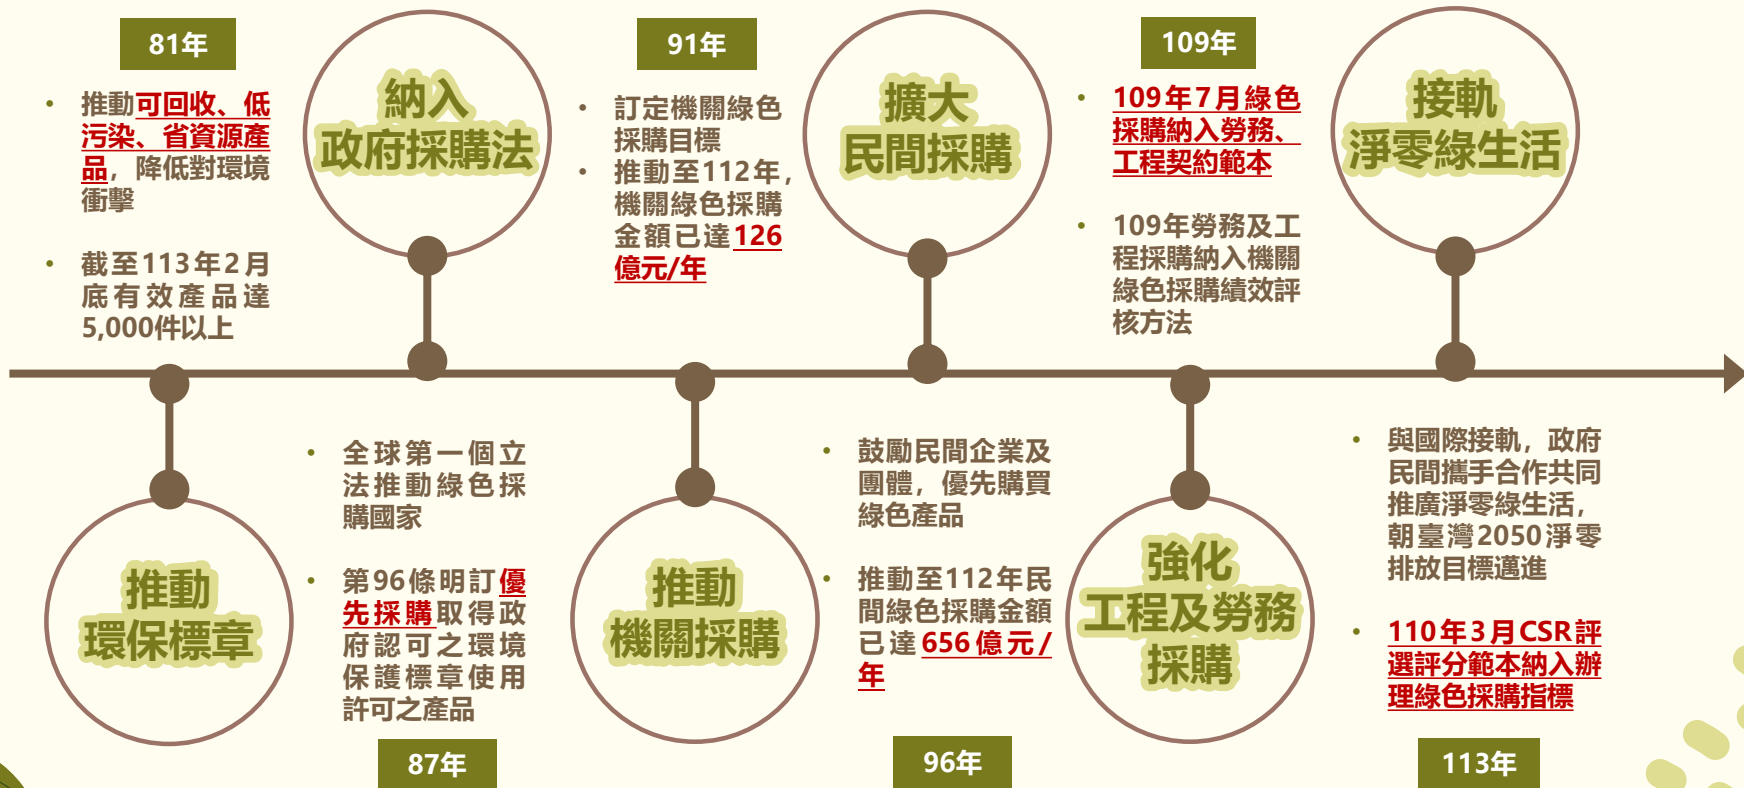 81年
推動可回收、低
污染、省資源產
品，降低對環境
衝擊
截至113年2月
底有效產品達
5,000件以上
推動
環保標章
納入
政府採購法
全球第一個立
法推動綠色採
購國家
第96條明訂優
先採購取得政
府認可之環境
保護標章使用
許可之產品
87年
91年
訂定機關綠色
採購目標
推動至112年，
機關綠色採購
金額已達126
億元/年
推動
機關採購
擴大
民間採購
鼓勵民間企業及
團體，優先購買
綠色產品
推動至112年民
間綠色採購金額
已達656億元/
年
96年
109年
109年7月綠色
採購納入勞務、
工程契約範本
109年勞務及工
程採購納入機關
綠色採購績效評
核方法
強化
工程及勞務
採購
接軌
淨零綠生活
與國際接軌，政府
民間攜手合作共同
推廣淨零綠生活，
朝臺灣2050淨零
排放目標邁進
110年3月CSR評
選評分範本納入辦
理綠色採購指標
113年